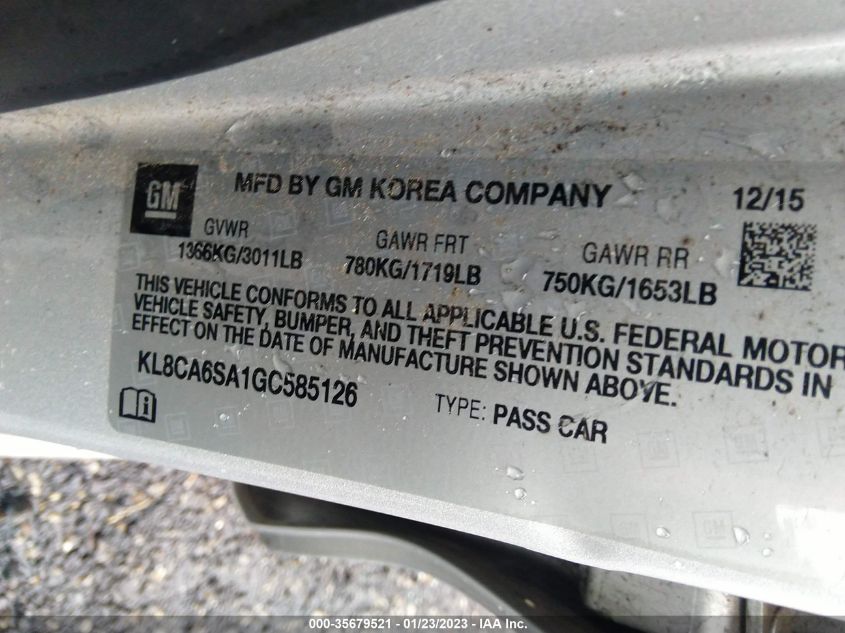 GM MFD BY GM KOREA COMPANY 12/15
GVWR GAWR FRT GAWR RR
1366KG/3011LB 780KG/1719LB 750KG/1653LB
THIS VEHICLE CONFORMS TO ALL APPLICABLE U.S. FEDERAL MOTOR
VEHICLE SAFETY, BUMPER, AND THEFT PREVENTION STANDARDS IN
EFFECT ON THE DATE OF MANUFACTURE SHOWN ABOVE.
KL8CA6SA1GC585126 TYPE: PASS CAR
000-35679521 - 01/23/2023 - IAA Inc.